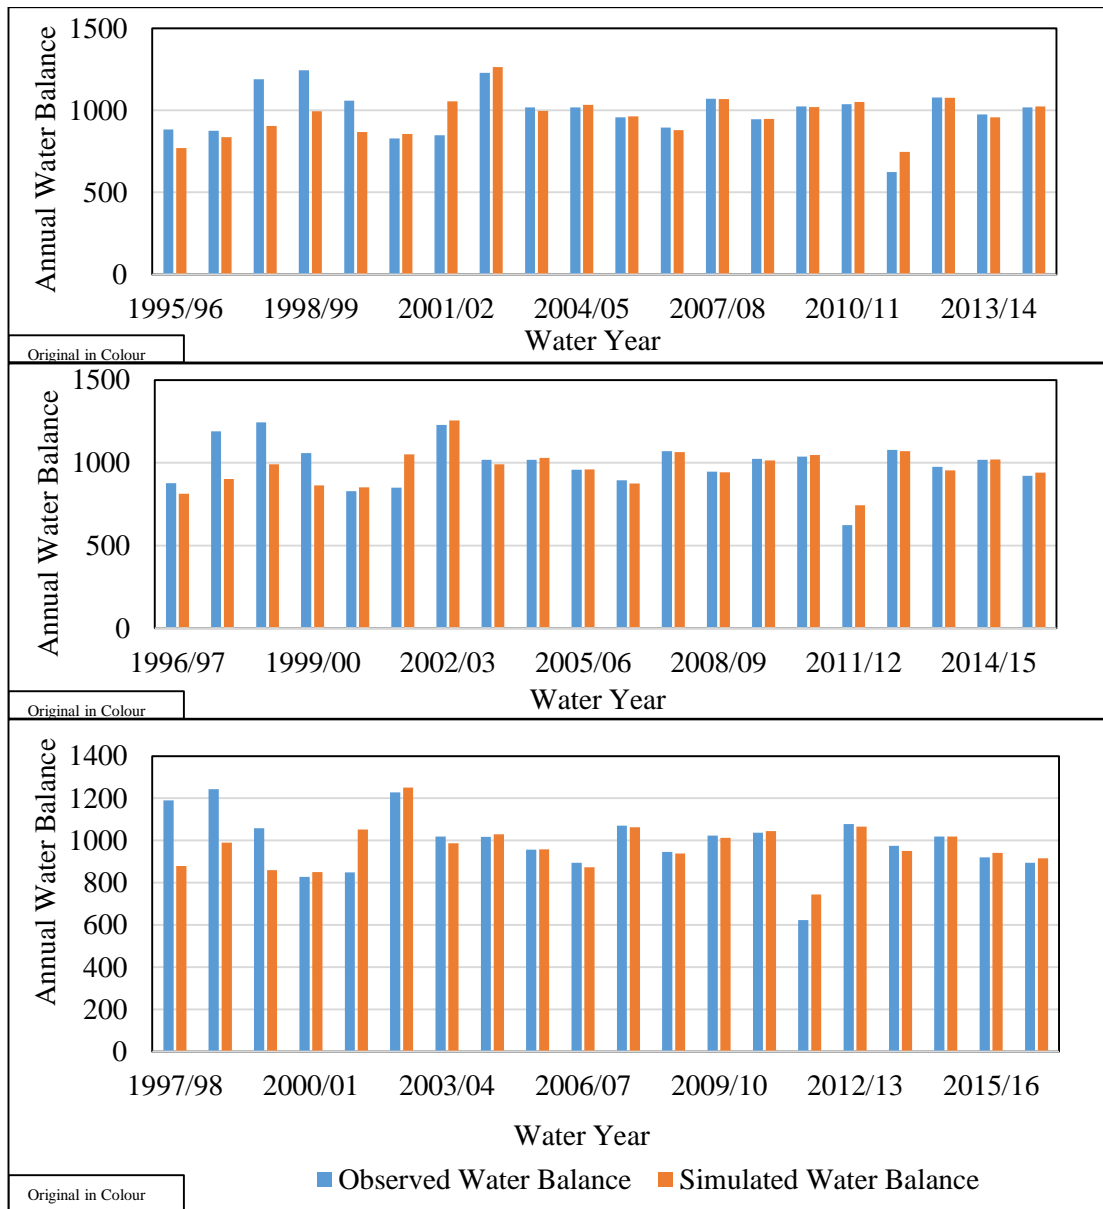 Annual Water Balance
1500
1000
500
0
1995/96 1998/99 2001/02 2004/05 2007/08 2010/11 2013/14
Water Year
Original in Colour
Annual Water Balance
1500
1000
500
0
1996/97 1999/00 2002/03 2005/06 2008/09 2011/12 2014/15
Water Year
Original in Colour
Annual Water Balance
1400
1200
1000
800
600
400
200
0
1997/98 2000/01 2003/04 2006/07 2009/10 2012/13 2015/16
Water Year
Observed Water Balance Simulated Water Balance
Original in Colour